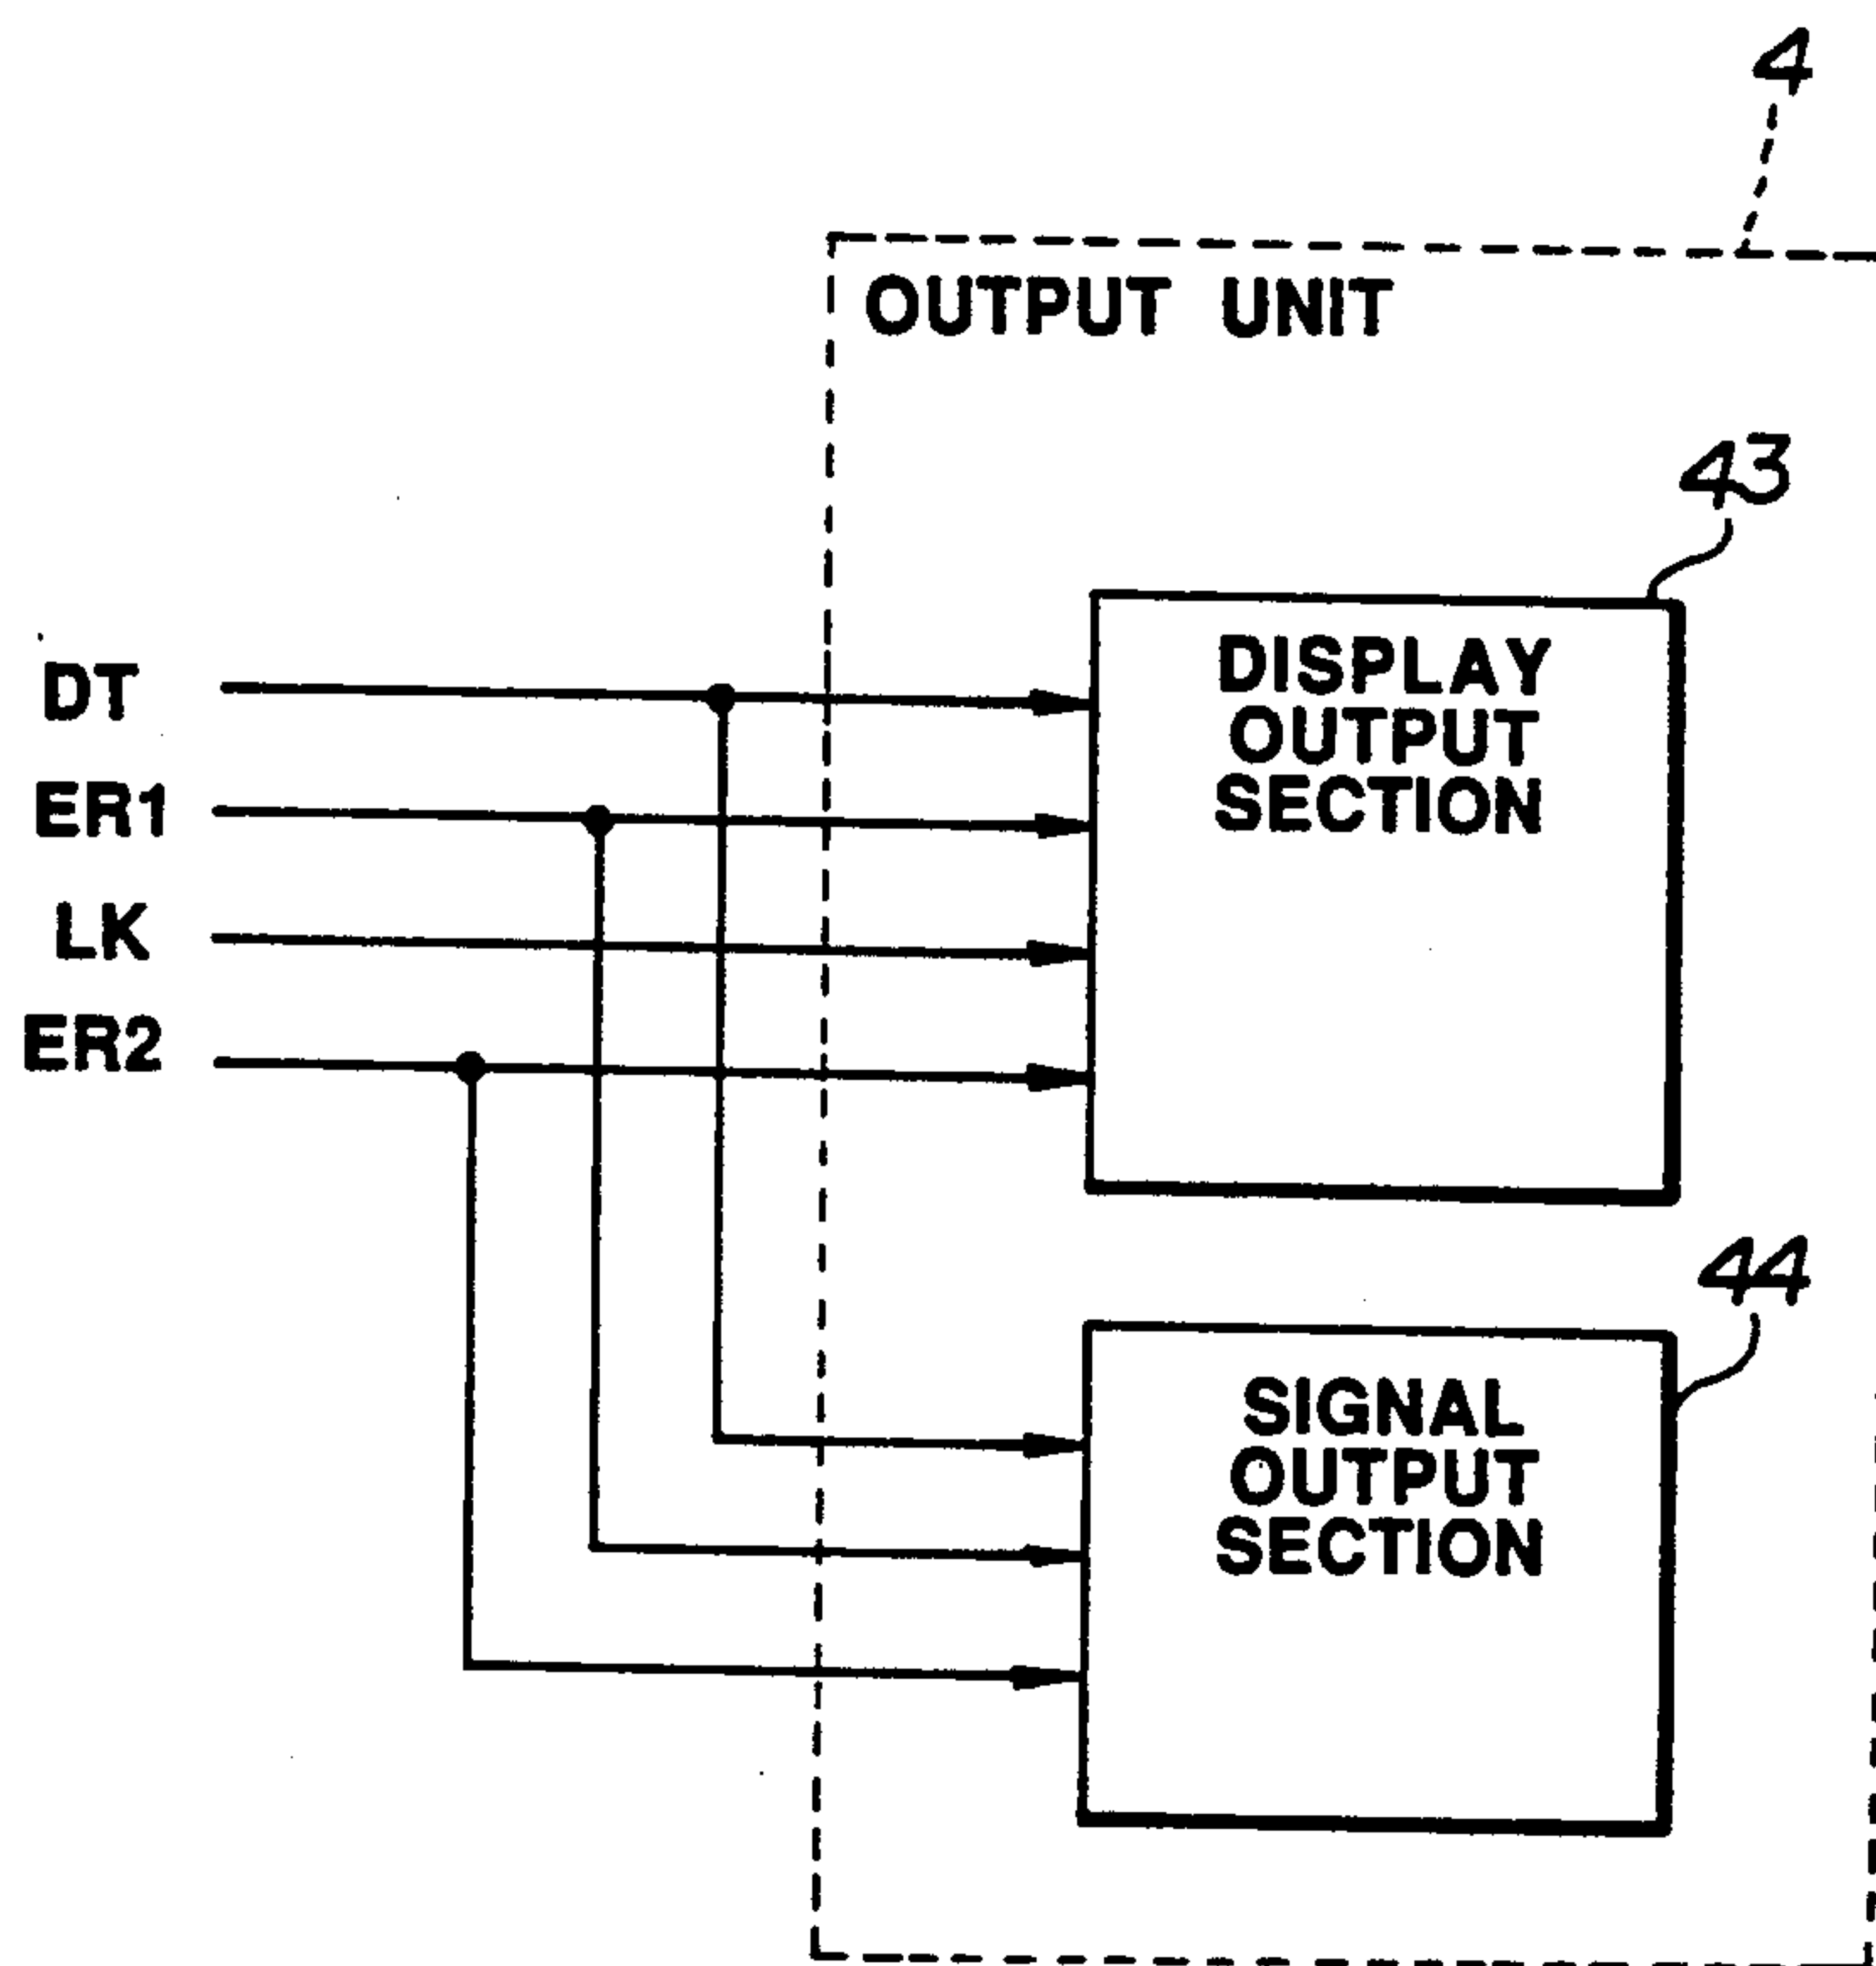 4
OUTPUT UNIT
43
DISPLAY
OUTPUT
SECTION
DT
ER1
LK
ER2
44
SIGNAL
OUTPUT
SECTION